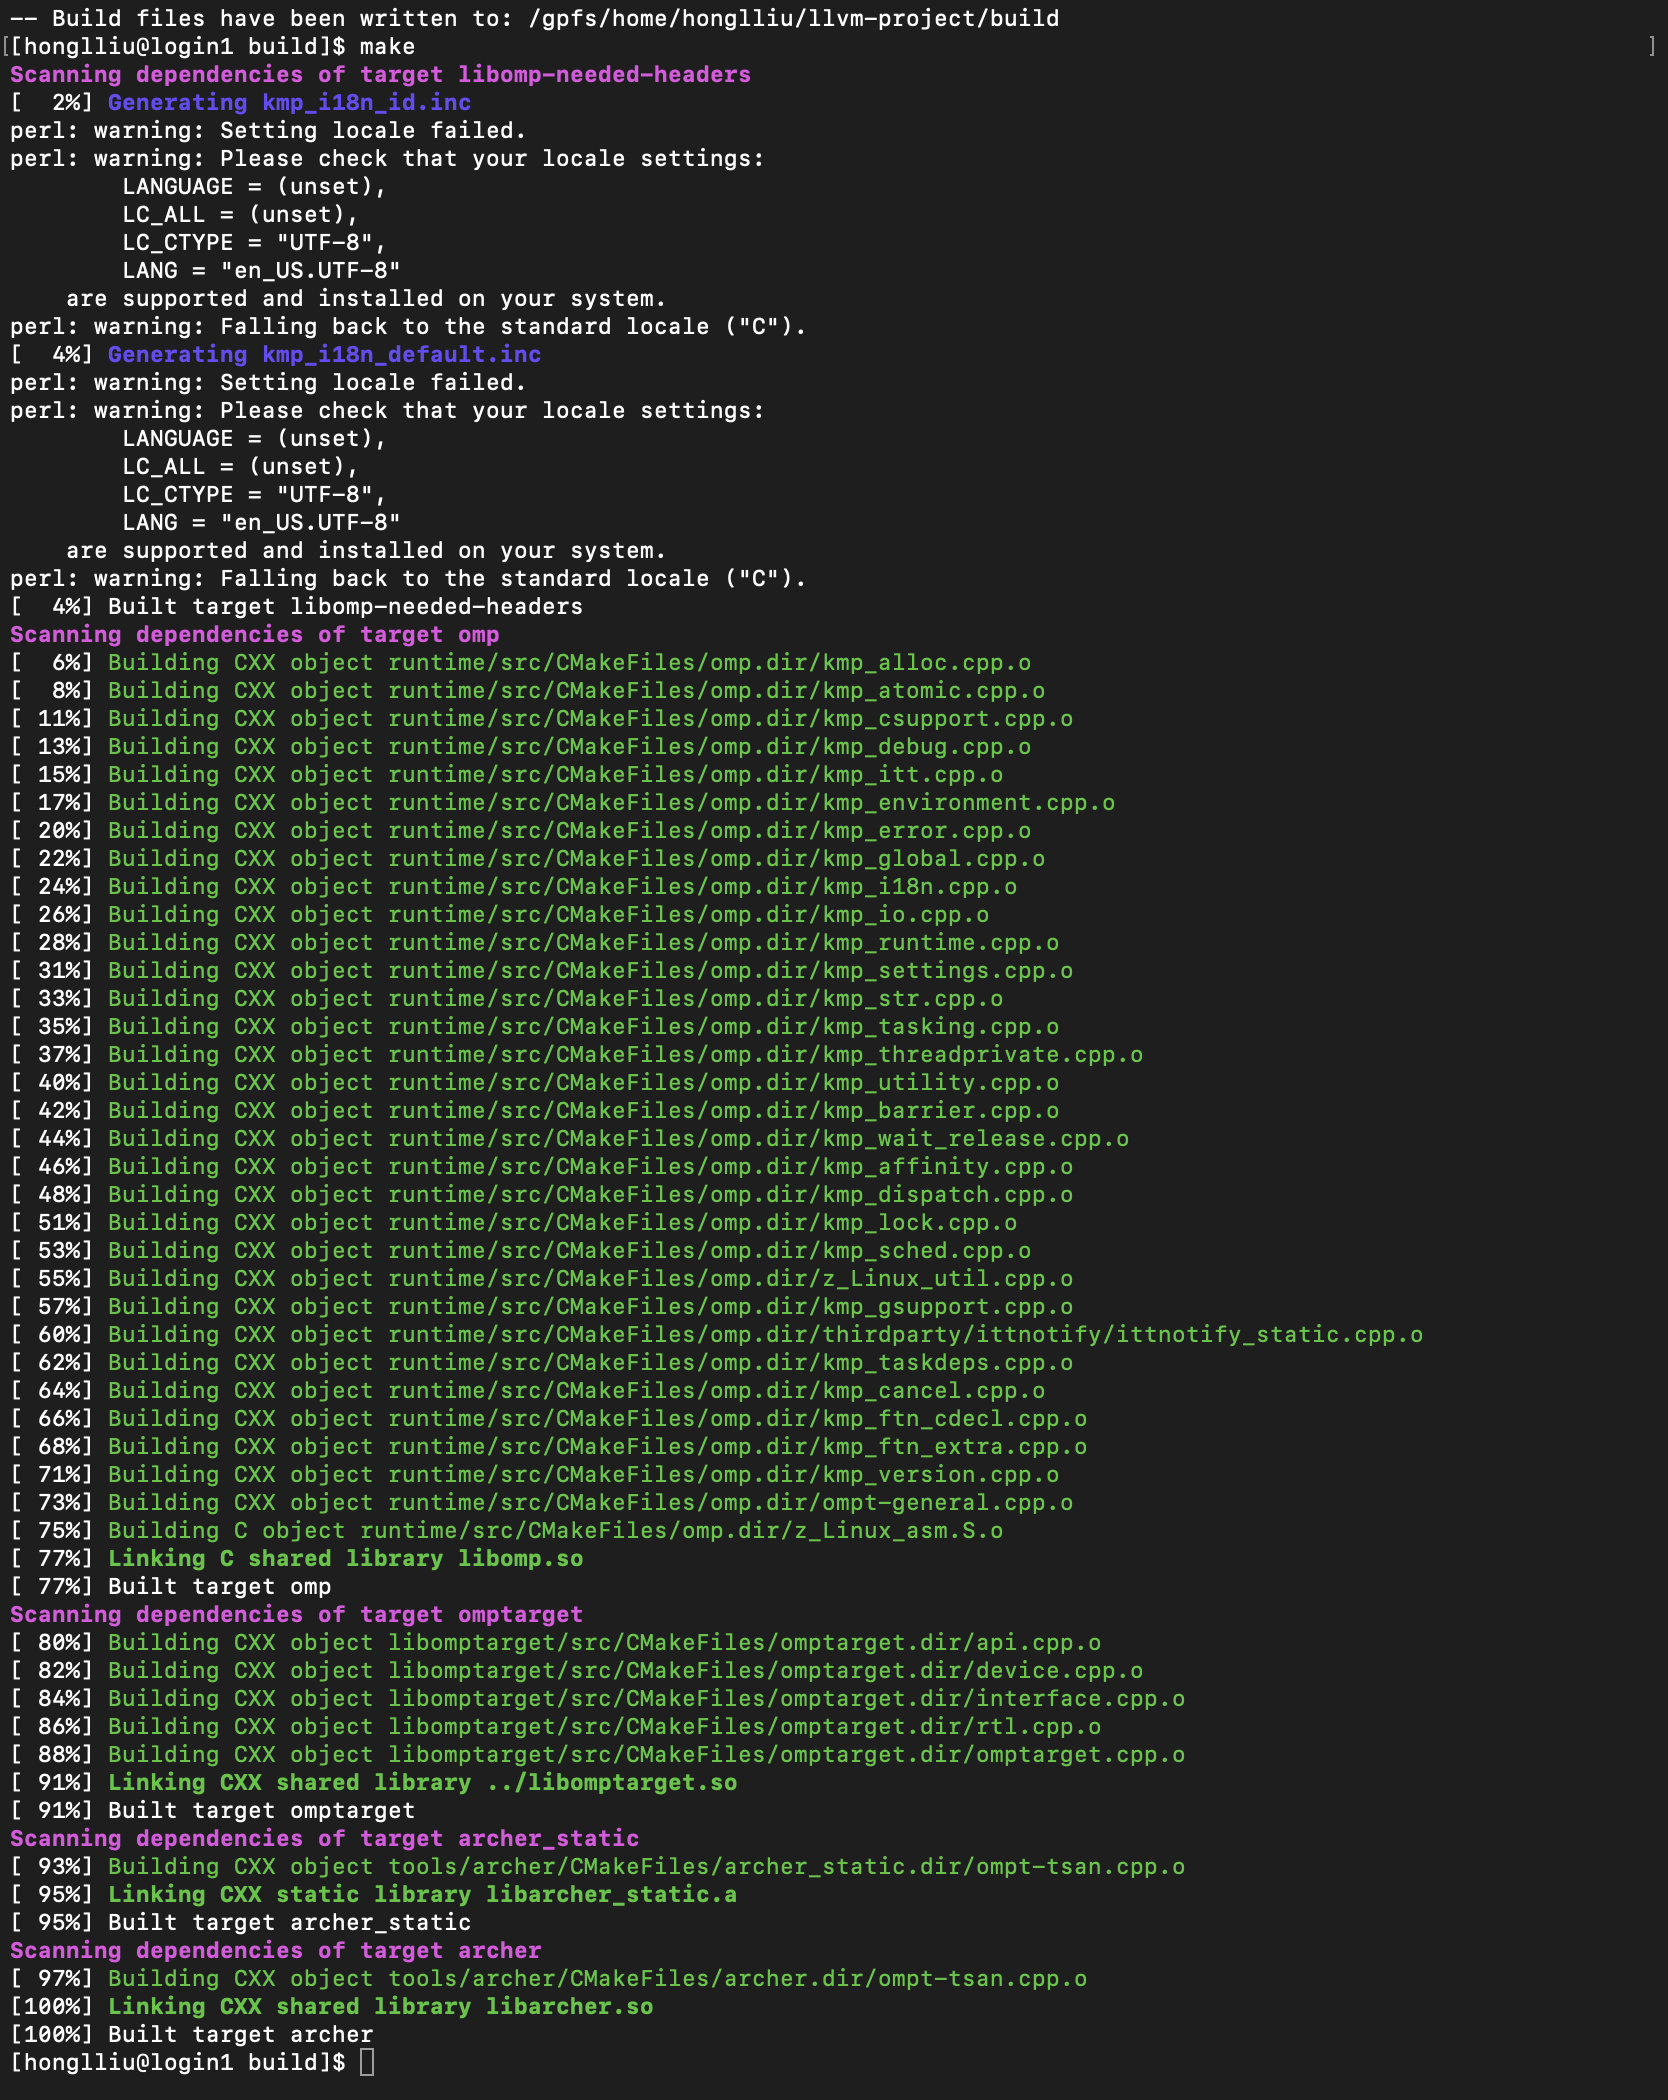 -- Build files have been written to: /gpfs/home/honglliu/llvm-project/build
[[honglliu@login1 build]$ make ]
Scanning dependencies of target libomp-needed-headers
[  2%] Generating kmp_i18n_id.inc
perl: warning: Setting locale failed.
perl: warning: Please check that your locale settings:
        LANGUAGE = (unset),
        LC_ALL = (unset),
        LC_CTYPE = "UTF-8",
        LANG = "en_US.UTF-8"
    are supported and installed on your system.
perl: warning: Falling back to the standard locale ("C").
[  4%] Generating kmp_i18n_default.inc
perl: warning: Setting locale failed.
perl: warning: Please check that your locale settings:
        LANGUAGE = (unset),
        LC_ALL = (unset),
        LC_CTYPE = "UTF-8",
        LANG = "en_US.UTF-8"
    are supported and installed on your system.
perl: warning: Falling back to the standard locale ("C").
[  4%] Built target libomp-needed-headers
Scanning dependencies of target omp
[  6%] Building CXX object runtime/src/CMakeFiles/omp.dir/kmp_alloc.cpp.o
[  8%] Building CXX object runtime/src/CMakeFiles/omp.dir/kmp_atomic.cpp.o
[ 11%] Building CXX object runtime/src/CMakeFiles/omp.dir/kmp_csupport.cpp.o
[ 13%] Building CXX object runtime/src/CMakeFiles/omp.dir/kmp_debug.cpp.o
[ 15%] Building CXX object runtime/src/CMakeFiles/omp.dir/kmp_itt.cpp.o
[ 17%] Building CXX object runtime/src/CMakeFiles/omp.dir/kmp_environment.cpp.o
[ 20%] Building CXX object runtime/src/CMakeFiles/omp.dir/kmp_error.cpp.o
[ 22%] Building CXX object runtime/src/CMakeFiles/omp.dir/kmp_global.cpp.o
[ 24%] Building CXX object runtime/src/CMakeFiles/omp.dir/kmp_i18n.cpp.o
[ 26%] Building CXX object runtime/src/CMakeFiles/omp.dir/kmp_io.cpp.o
[ 28%] Building CXX object runtime/src/CMakeFiles/omp.dir/kmp_runtime.cpp.o
[ 31%] Building CXX object runtime/src/CMakeFiles/omp.dir/kmp_settings.cpp.o
[ 33%] Building CXX object runtime/src/CMakeFiles/omp.dir/kmp_str.cpp.o
[ 35%] Building CXX object runtime/src/CMakeFiles/omp.dir/kmp_tasking.cpp.o
[ 37%] Building CXX object runtime/src/CMakeFiles/omp.dir/kmp_threadprivate.cpp.o
[ 40%] Building CXX object runtime/src/CMakeFiles/omp.dir/kmp_utility.cpp.o
[ 42%] Building CXX object runtime/src/CMakeFiles/omp.dir/kmp_barrier.cpp.o
[ 44%] Building CXX object runtime/src/CMakeFiles/omp.dir/kmp_wait_release.cpp.o
[ 46%] Building CXX object runtime/src/CMakeFiles/omp.dir/kmp_affinity.cpp.o
[ 48%] Building CXX object runtime/src/CMakeFiles/omp.dir/kmp_dispatch.cpp.o
[ 51%] Building CXX object runtime/src/CMakeFiles/omp.dir/kmp_lock.cpp.o
[ 53%] Building CXX object runtime/src/CMakeFiles/omp.dir/kmp_sched.cpp.o
[ 55%] Building CXX object runtime/src/CMakeFiles/omp.dir/z_Linux_util.cpp.o
[ 57%] Building CXX object runtime/src/CMakeFiles/omp.dir/kmp_gsupport.cpp.o
[ 60%] Building CXX object runtime/src/CMakeFiles/omp.dir/thirdparty/ittnotify/ittnotify_static.cpp.o
[ 62%] Building CXX object runtime/src/CMakeFiles/omp.dir/kmp_taskdeps.cpp.o
[ 64%] Building CXX object runtime/src/CMakeFiles/omp.dir/kmp_cancel.cpp.o
[ 66%] Building CXX object runtime/src/CMakeFiles/omp.dir/kmp_ftn_cdecl.cpp.o
[ 68%] Building CXX object runtime/src/CMakeFiles/omp.dir/kmp_ftn_extra.cpp.o
[ 71%] Building CXX object runtime/src/CMakeFiles/omp.dir/kmp_version.cpp.o
[ 73%] Building CXX object runtime/src/CMakeFiles/omp.dir/ompt-general.cpp.o
[ 75%] Building C object runtime/src/CMakeFiles/omp.dir/z_Linux_asm.S.o
[ 77%] Linking C shared library libomp.so
[ 77%] Built target omp
Scanning dependencies of target omptarget
[ 80%] Building CXX object libomptarget/src/CMakeFiles/omptarget.dir/api.cpp.o
[ 82%] Building CXX object libomptarget/src/CMakeFiles/omptarget.dir/device.cpp.o
[ 84%] Building CXX object libomptarget/src/CMakeFiles/omptarget.dir/interface.cpp.o
[ 86%] Building CXX object libomptarget/src/CMakeFiles/omptarget.dir/rtl.cpp.o
[ 88%] Building CXX object libomptarget/src/CMakeFiles/omptarget.dir/omptarget.cpp.o
[ 91%] Linking CXX shared library ../libomptarget.so
[ 91%] Built target omptarget
Scanning dependencies of target archer_static
[ 93%] Building CXX object tools/archer/CMakeFiles/archer_static.dir/ompt-tsan.cpp.o
[ 95%] Linking CXX static library libarcher_static.a
[ 95%] Built target archer_static
Scanning dependencies of target archer
[ 97%] Building CXX object tools/archer/CMakeFiles/archer.dir/ompt-tsan.cpp.o
[100%] Linking CXX shared library libarcher.so
[100%] Built target archer
[honglliu@login1 build]$